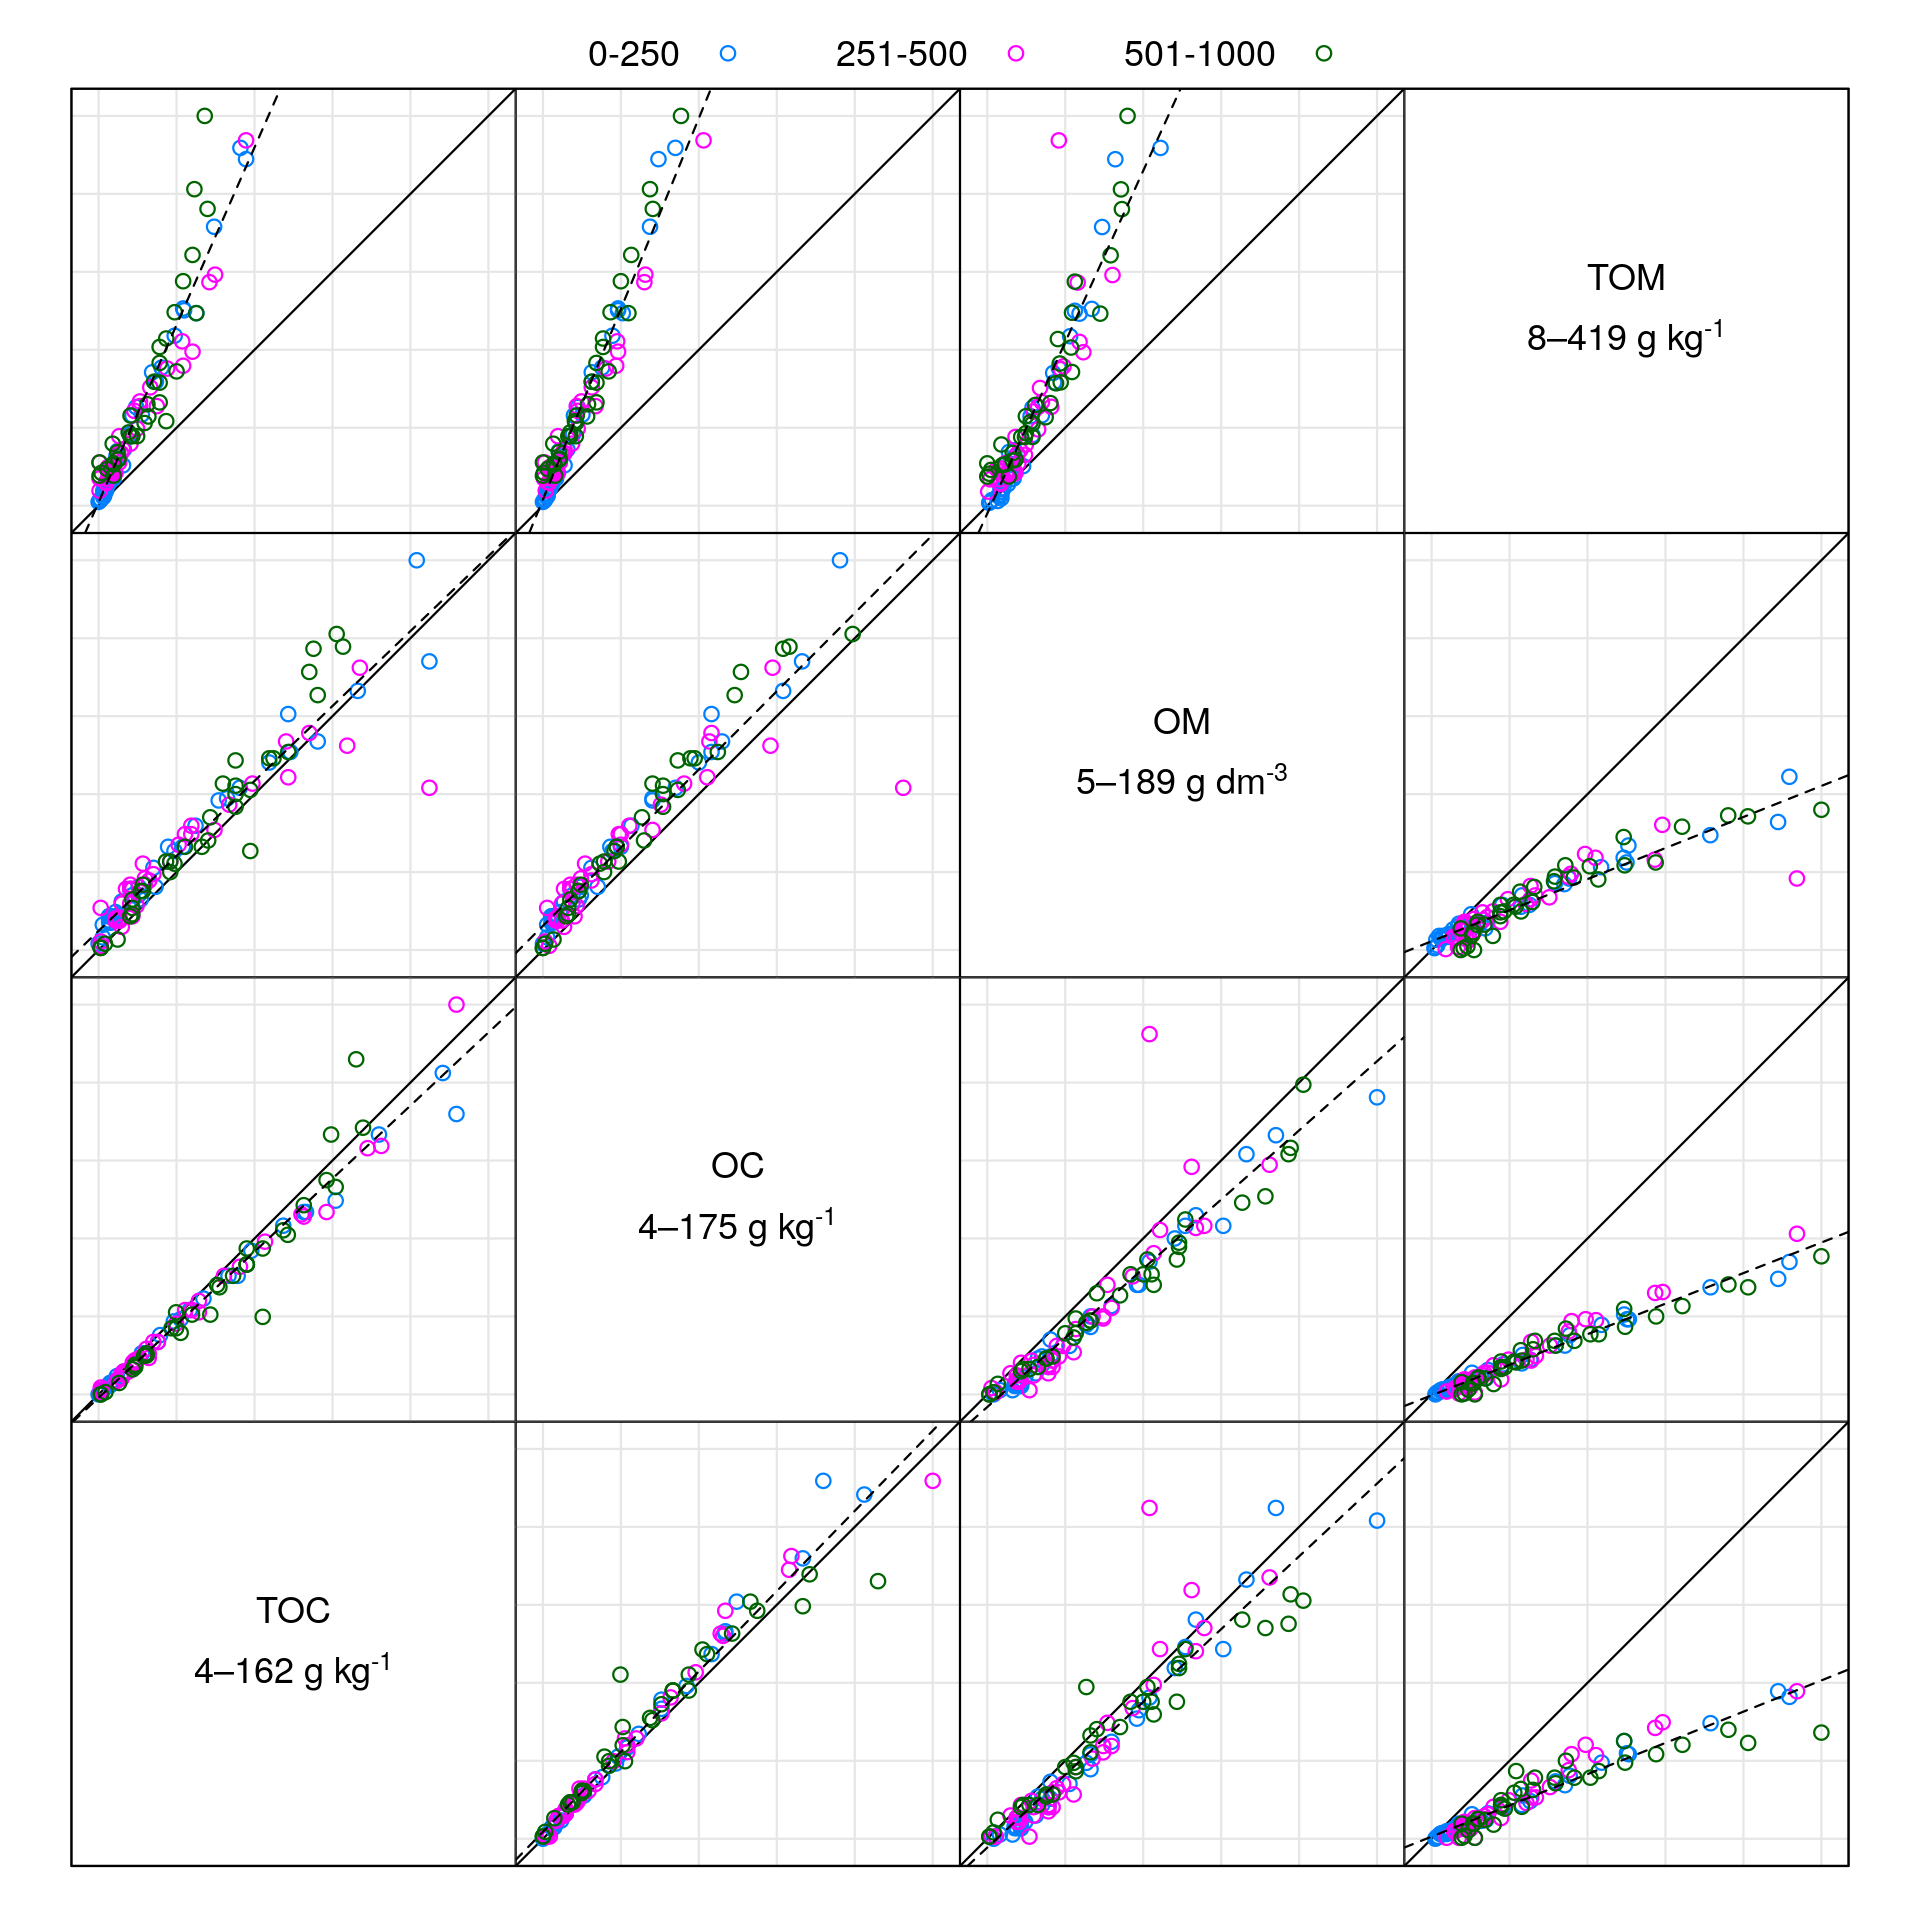 0-250 251-500 501-1000
TOM
8–419 g kg⁻¹
OM
5–189 g dm⁻³
OC
4–175 g kg⁻¹
TOC
4–162 g kg⁻¹